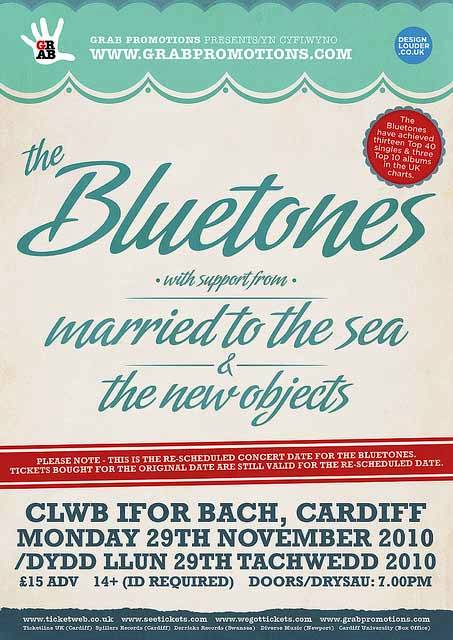 GRAB
GRAB PROMOTIONS PRESENTS/YN CYFLWYNO
WWW.GRABPROMOTIONS.COM
DESIGN
LOUDER
.CO.UK
The
Bluetones
have achieved
thirteen Top 40
singles & three
Top 10 albums
in the UK
charts.
the
Bluetones
• with support from •
married to the sea
&
the new objects
PLEASE NOTE - THIS IS THE RE-SCHEDULED CONCERT DATE FOR THE BLUETONES.
TICKETS BOUGHT FOR THE ORIGINAL DATE ARE STILL VALID FOR THE RE-SCHEDULED DATE.
CLWB IFOR BACH, CARDIFF
MONDAY 29TH NOVEMBER 2010
/DYDD LLUN 29TH TACHWEDD 2010
£15 ADV 14+ (ID REQUIRED) DOORS/DRYSAU: 7.00PM
www.ticketweb.co.uk www.seetickets.com www.wegottickets.com www.grabpromotions.com
Ticketline UK (Cardiff) Spillers Records (Cardiff) Derricks Records (Swansea) Diverse Music (Newport) Cardiff University (Box Office)